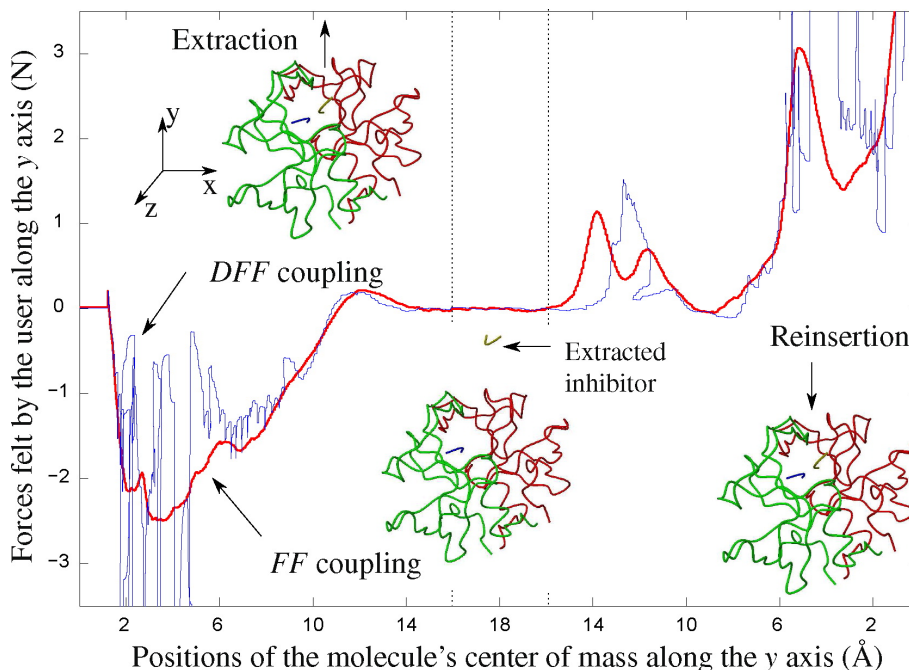 Forces felt by the user along the y axis (N)
3
2
1
0
−1
−2
−3
Extraction
y
x
z
DFF coupling
FF coupling
Extracted
inhibitor
Reinsertion
2 6 10 14 18 14 10 6 2
Positions of the molecule's center of mass along the y axis (Å)